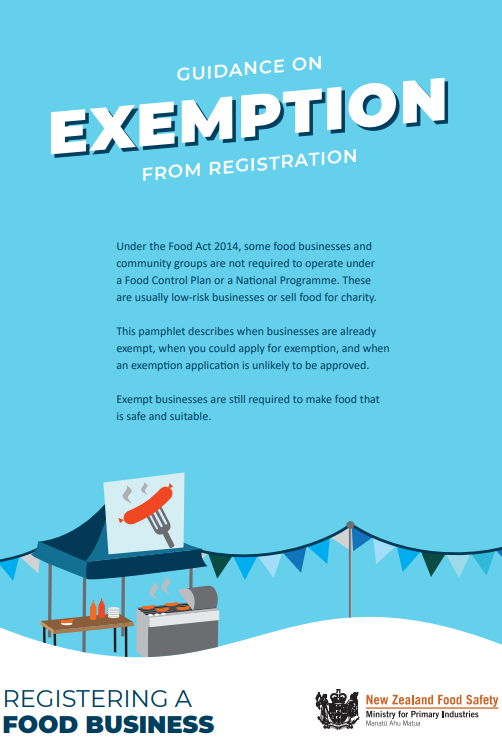 GUIDANCE ON
EXEMPTION
FROM REGISTRATION
Under the Food Act 2014, some food businesses and
community groups are not required to operate under
a Food Control Plan or a National Programme. These
are usually low-risk businesses or sell food for charity.
This pamphlet describes when businesses are already
exempt, when you could apply for exemption, and when
an exemption application is unlikely to be approved.
Exempt businesses are still required to make food that
is safe and suitable.
REGISTERING A
FOOD BUSINESS
New Zealand Food Safety
Ministry for Primary Industries
Manatū Ahu Matua